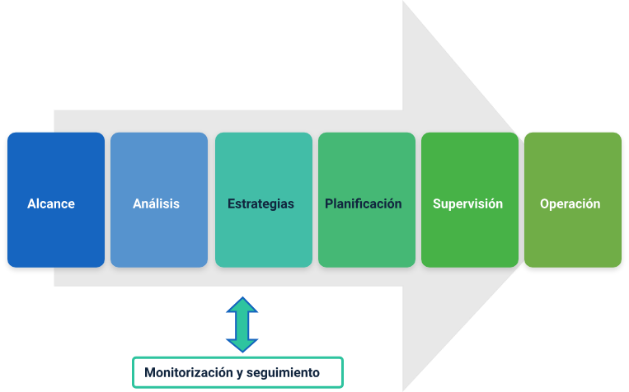 Alcance
Análisis
Estrategias
Planificación
Supervisión
Operación
Monitorización y seguimiento